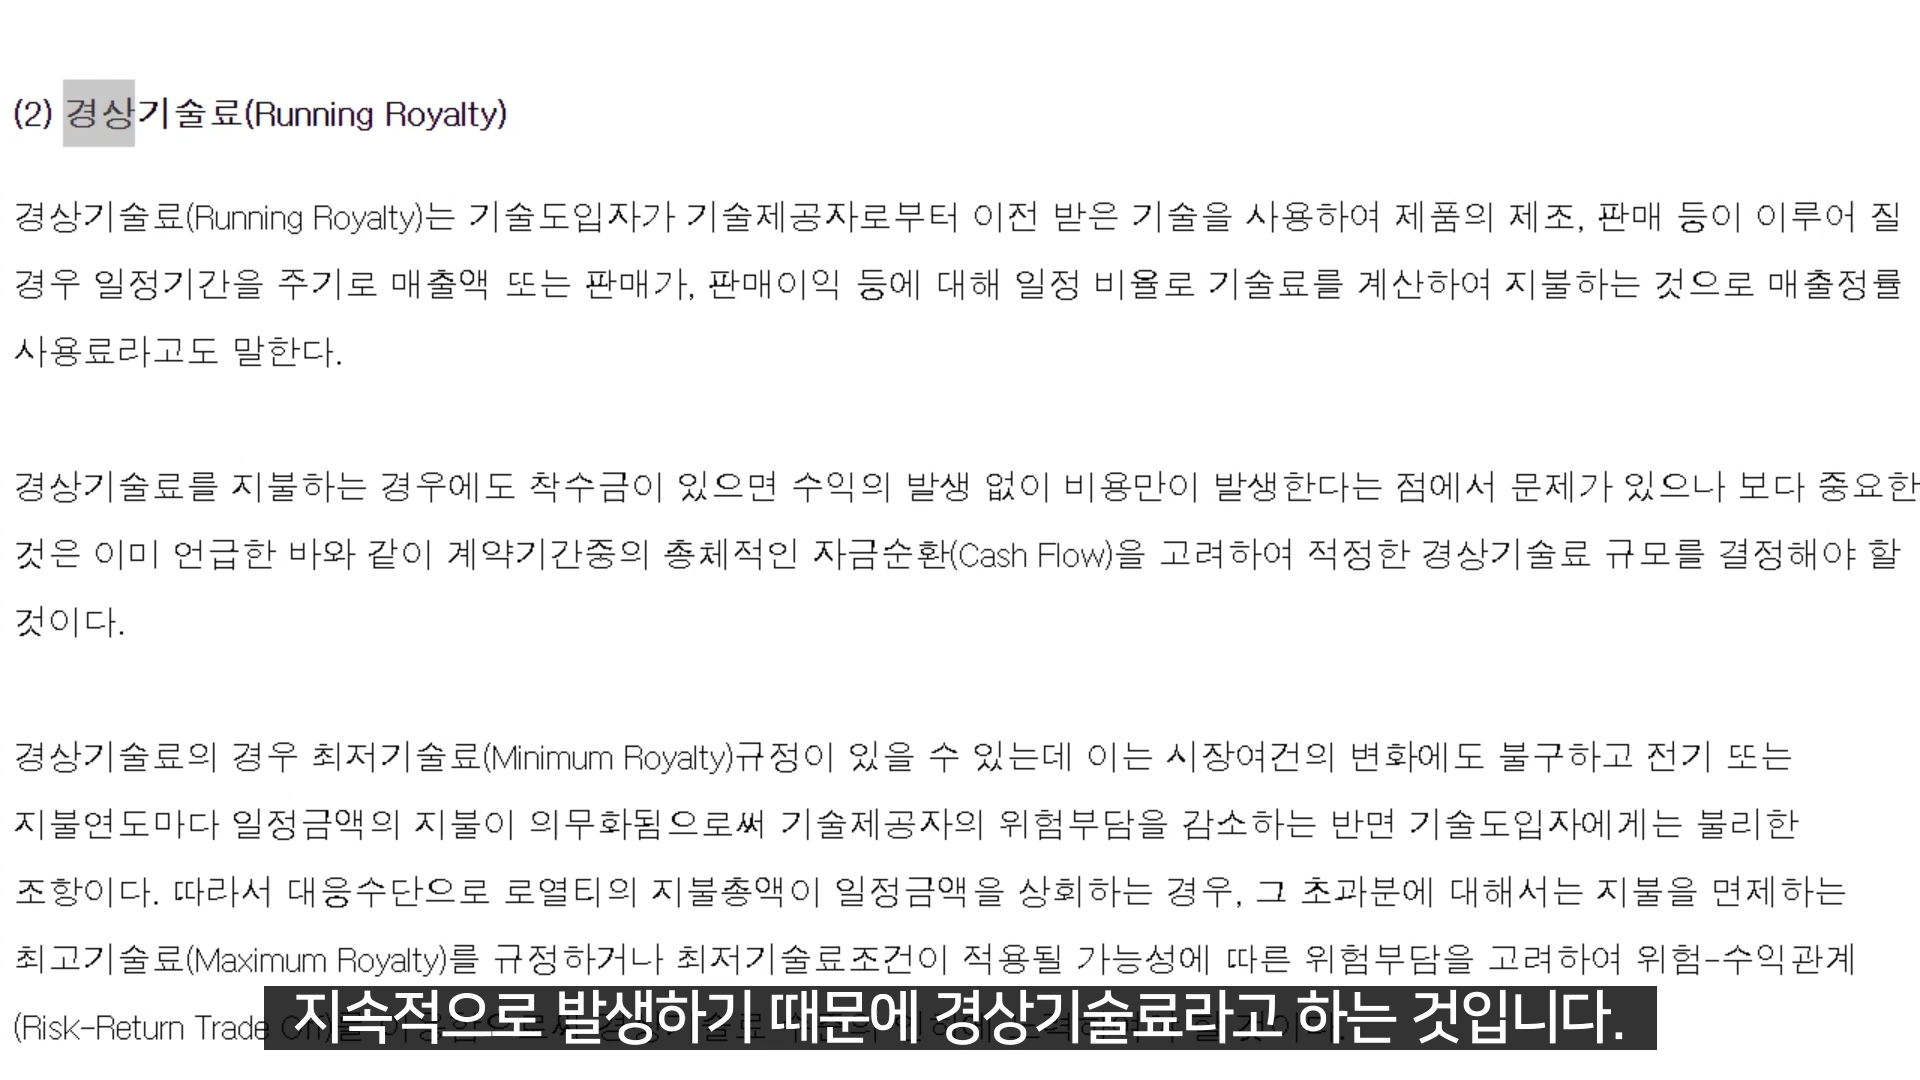 (2) 경상기술료(Running Royalty)
경상기술료(Running Royalty)는 기술도입자가 기술제공자로부터 이전 받은 기술을 사용하여 제품의 제조, 판매 등이 이루어 질
경우 일정기간을 주기로 매출액 또는 판매가, 판매이익 등에 대해 일정 비율로 기술료를 계산하여 지불하는 것으로 매출정률
사용료라고도 말한다.
경상기술료를 지불하는 경우에도 착수금이 있으면 수익의 발생 없이 비용만이 발생한다는 점에서 문제가 있으나 보다 중요한
것은 이미 언급한 바와 같이 계약기간중의 총체적인 자금순환(Cash Flow)을 고려하여 적정한 경상기술료 규모를 결정해야 할
것이다.
경상기술료의 경우 최저기술료(Minimum Royalty)규정이 있을 수 있는데 이는 시장여건의 변화에도 불구하고 전기 또는
지불연도마다 일정금액의 지불이 의무화됨으로써 기술제공자의 위험부담을 감소하는 반면 기술도입자에게는 불리한
조항이다. 따라서 대응수단으로 로열티의 지불총액이 일정금액을 상회하는 경우, 그 초과분에 대해서는 지불을 면제하는
최고기술료(Maximum Royalty)를 규정하거나 최저기술료조건이 적용될 가능성에 따른 위험부담을 고려하여 위험-수익관계
(Risk-Return Trade
지속적으로 발생하기 때문에 경상기술료라고 하는 것입니다.